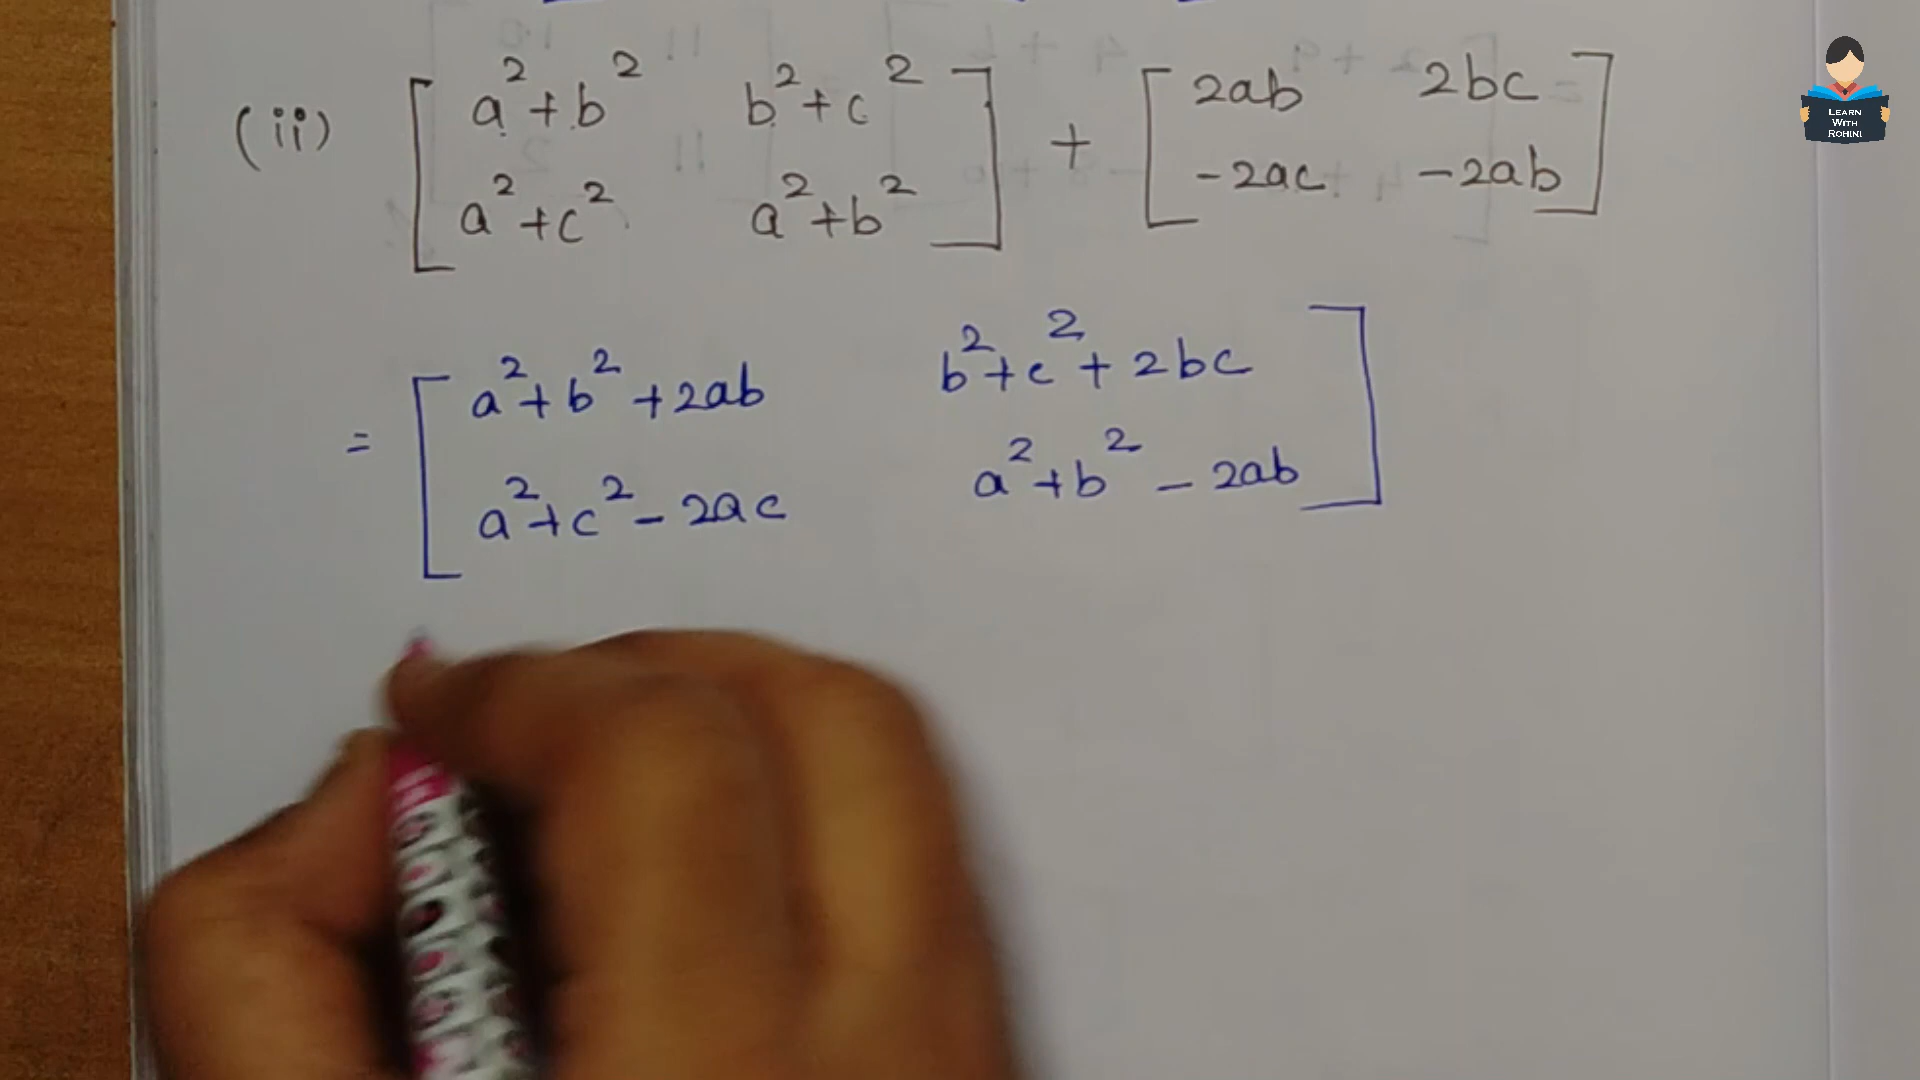 (ii) [ a²+b² b²+c² ] + [ 2ab 2bc ]
[ a²+c² a²+b² ] [ -2ac -2ab ]
= [ a²+b²+2ab b²+c²+2bc ]
[ a²+c²-2ac a²+b²-2ab ]
LEARN
WITH
ROHINI